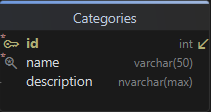 Categories
id int
name varchar(50)
description nvarchar(max)